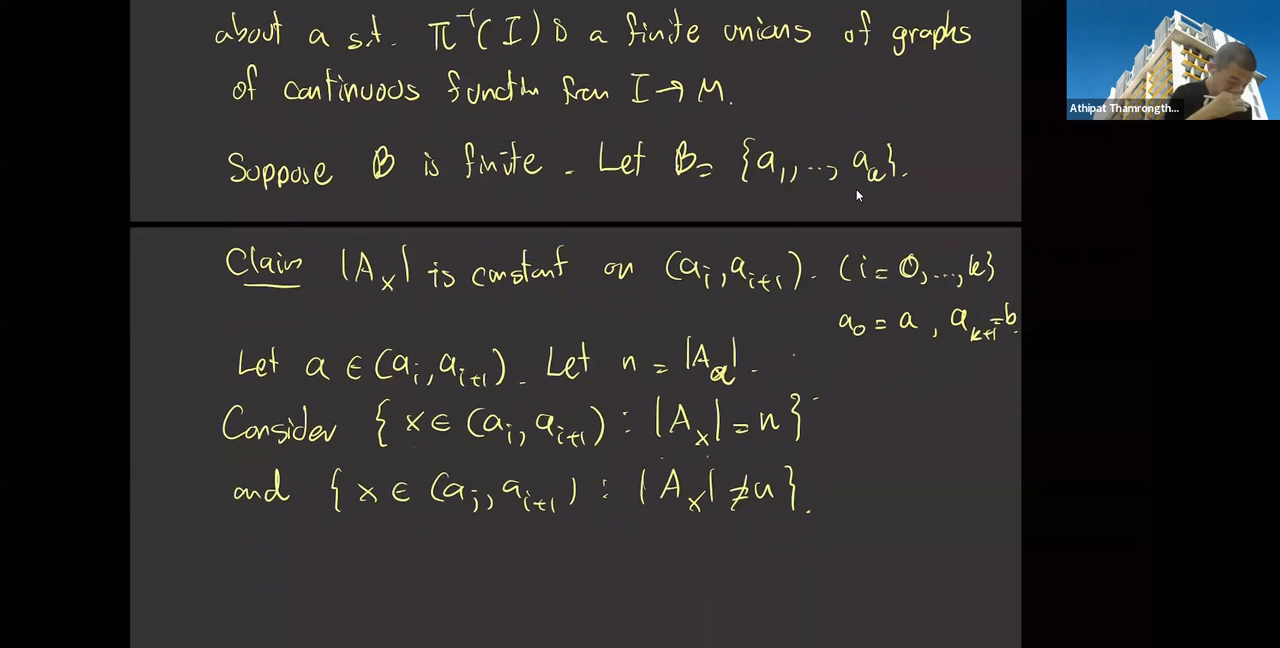 about a s.t. π⁻¹(I) is a finite unions of graphs
of continuous function from I → M.
Suppose B is finite. Let B = {a₁, .., aₖ}.
Claim |Aₓ| is constant on (aᵢ, aᵢ₊₁). (i = 0, ..., k)
a₀ = a, aₖ₊₁ = b
Let a ∈ (aᵢ, aᵢ₊₁). Let n = |Aₐ|.
Consider { x ∈ (aᵢ, aᵢ₊₁) : |Aₓ| = n }
and { x ∈ (aᵢ, aᵢ₊₁) : |Aₓ| ≠ n }.
Athipat Thamrongth...